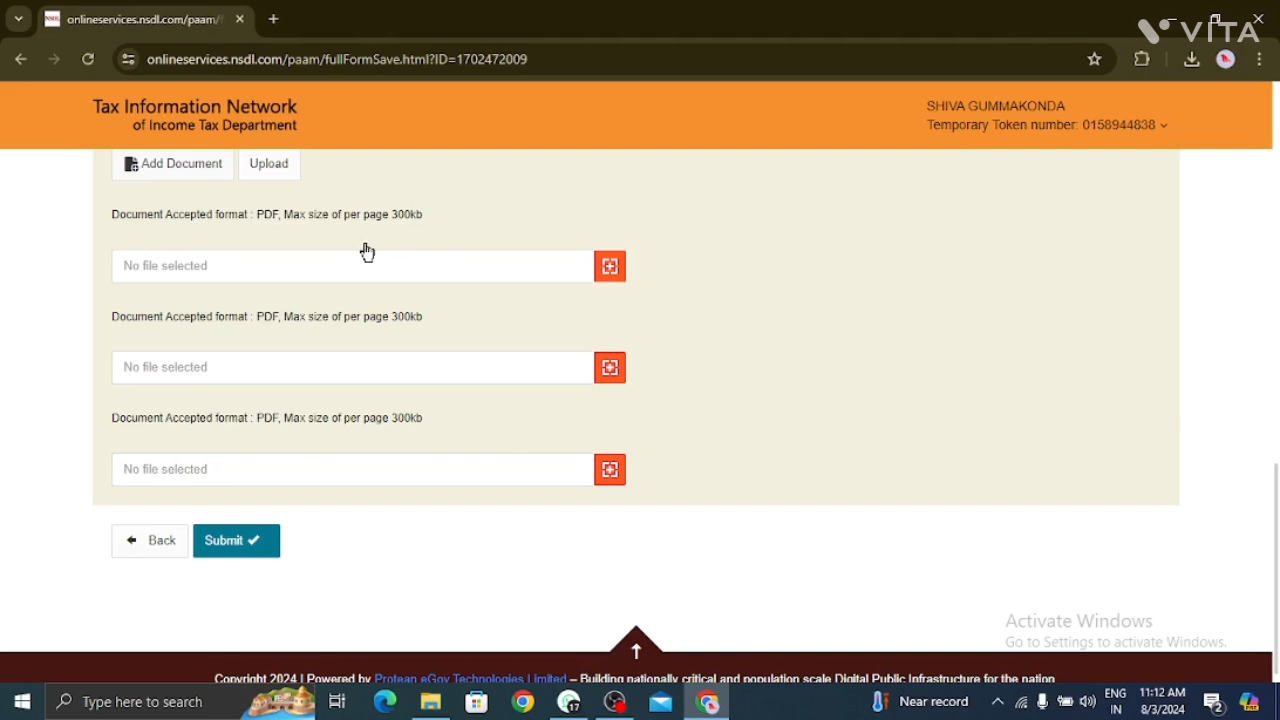 onlineservices.nsdl.com/paam/f
VITA
onlineservices.nsdl.com/paam/fullFormSave.html?ID=1702472009
Tax Information Network
of Income Tax Department
SHIVA GUMMAKONDA
Temporary Token number: 0158944838
Add Document
Upload
Document Accepted format : PDF, Max size of per page 300kb
No file selected
Document Accepted format : PDF, Max size of per page 300kb
No file selected
Document Accepted format : PDF, Max size of per page 300kb
No file selected
Back
Submit
Activate Windows
Go to Settings to activate Windows.
Copyright 2024 | Powered by Protean eGov Technologies Limited – Building nationally critical and population scale Digital Public Infrastructure for the nation
Type here to search
17
Near record
ENG
IN
11:12 AM
8/3/2024
2